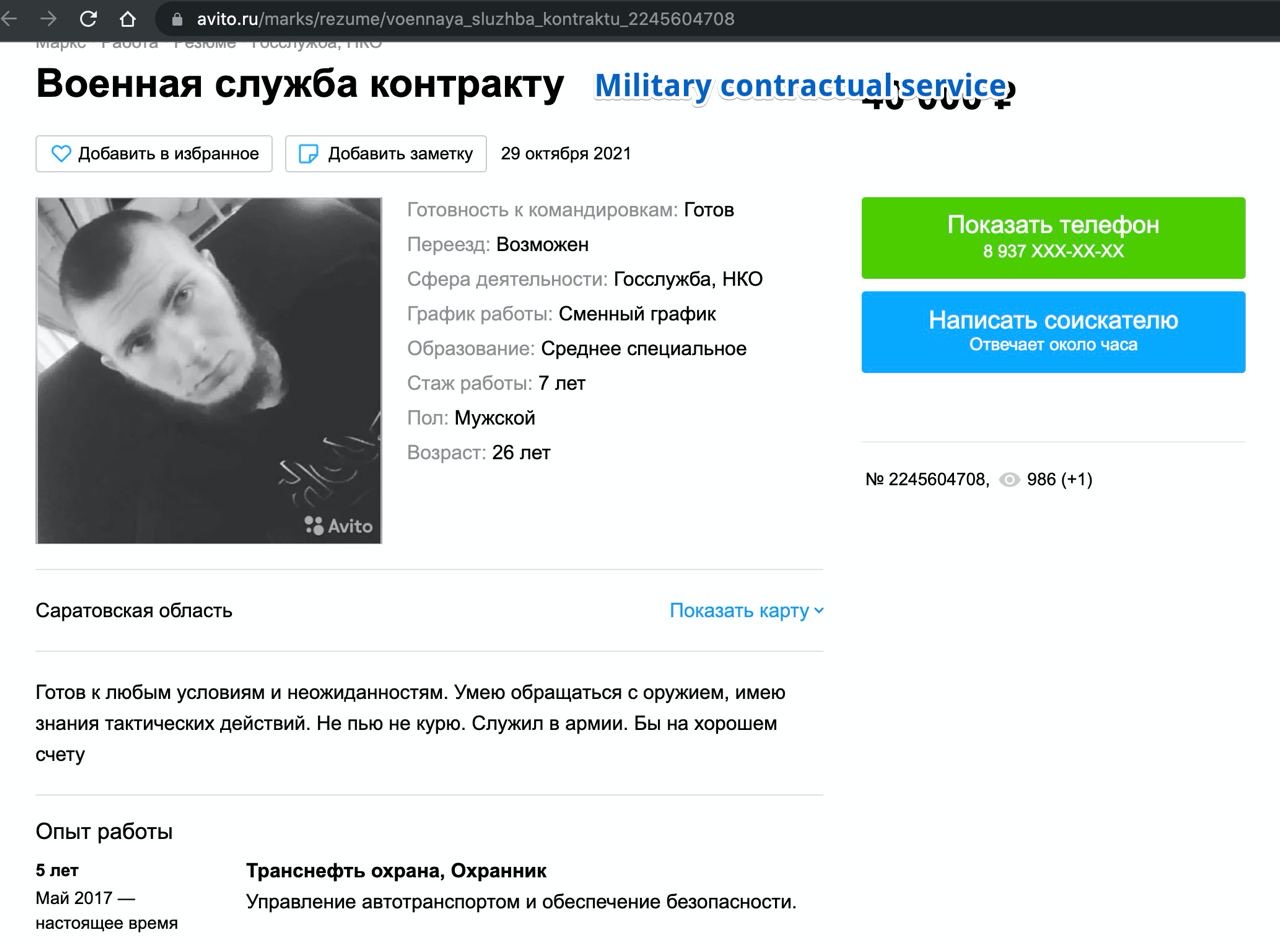 avito.ru/marks/rezume/voennaya_sluzhba_kontraktu_2245604708
Маркс Работа Резюме Госслужба, НКО
Военная служба контракту Military contractual service
40 000 ₽
Добавить в избранное Добавить заметку 29 октября 2021
Готовность к командировкам: Готов
Переезд: Возможен
Сфера деятельности: Госслужба, НКО
График работы: Сменный график
Образование: Среднее специальное
Стаж работы: 7 лет
Пол: Мужской
Возраст: 26 лет
Avito
Показать телефон
8 937 XXX-XX-XX
Написать соискателю
Отвечает около часа
№ 2245604708, 986 (+1)
Саратовская область Показать карту
Готов к любым условиям и неожиданностям. Умею обращаться с оружием, имею
знания тактических действий. Не пью не курю. Служил в армии. Бы на хорошем
счету
Опыт работы
5 лет
Май 2017 —
настоящее время
Транснефть охрана, Охранник
Управление автотранспортом и обеспечение безопасности.